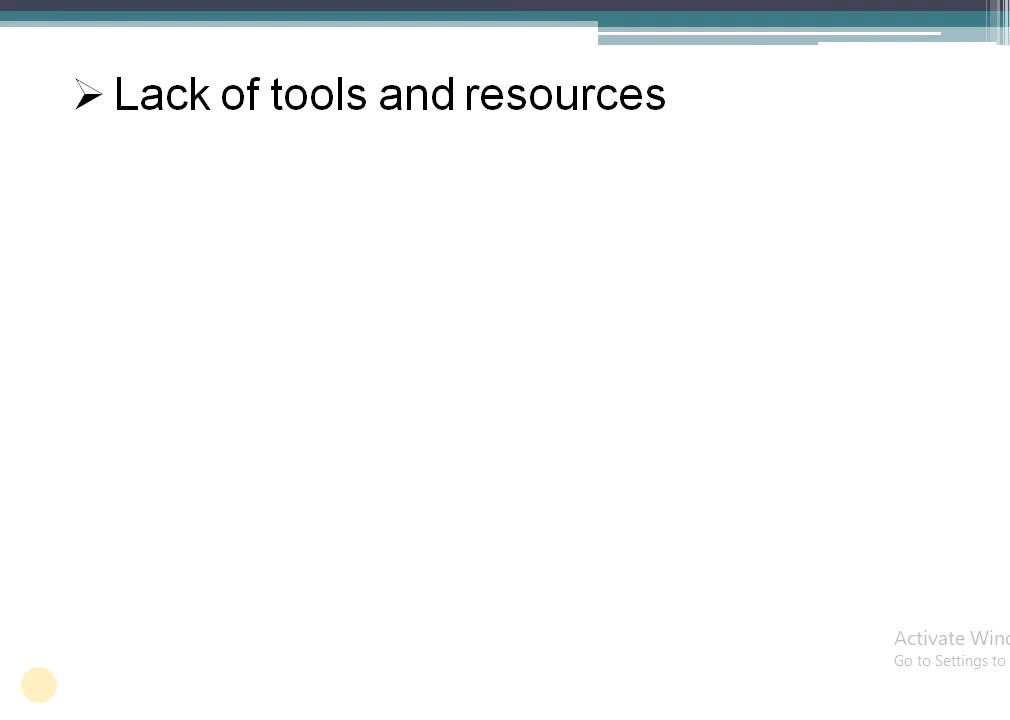 Lack of tools and resources
Activate Wind
Go to Settings to